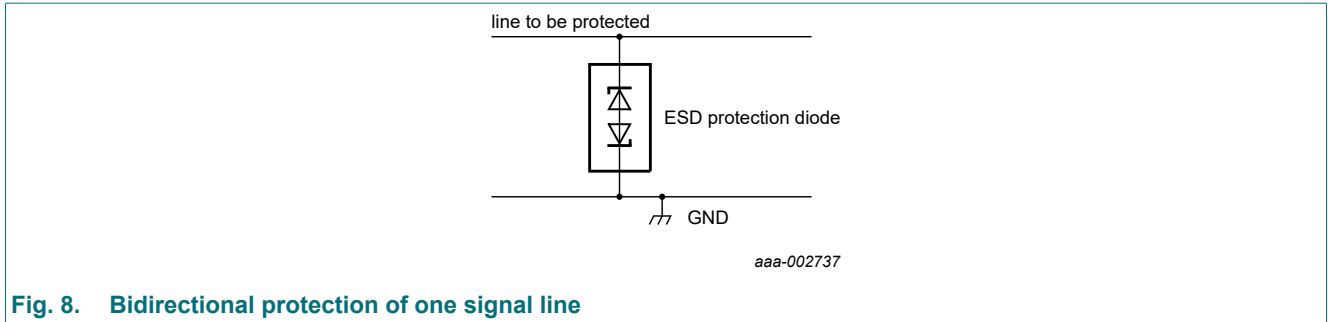 line to be protected
ESD protection diode
GND
aaa-002737
Fig. 8. Bidirectional protection of one signal line